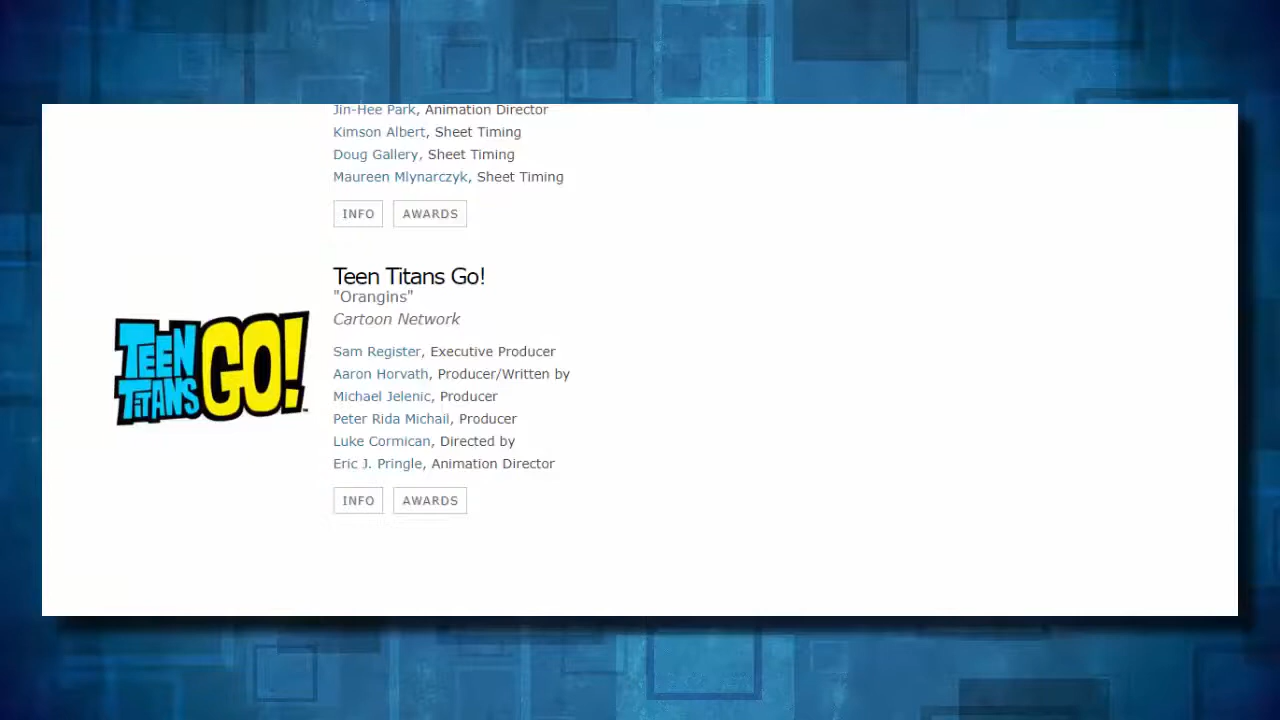 Jin-Hee Park, Animation Director
Kimson Albert, Sheet Timing
Doug Gallery, Sheet Timing
Maureen Mlynarczyk, Sheet Timing
INFO AWARDS
Teen Titans Go!
"Orangins"
Cartoon Network
TEEN
TITANS
GO!
™
Sam Register, Executive Producer
Aaron Horvath, Producer/Written by
Michael Jelenic, Producer
Peter Rida Michail, Producer
Luke Cormican, Directed by
Eric J. Pringle, Animation Director
INFO AWARDS